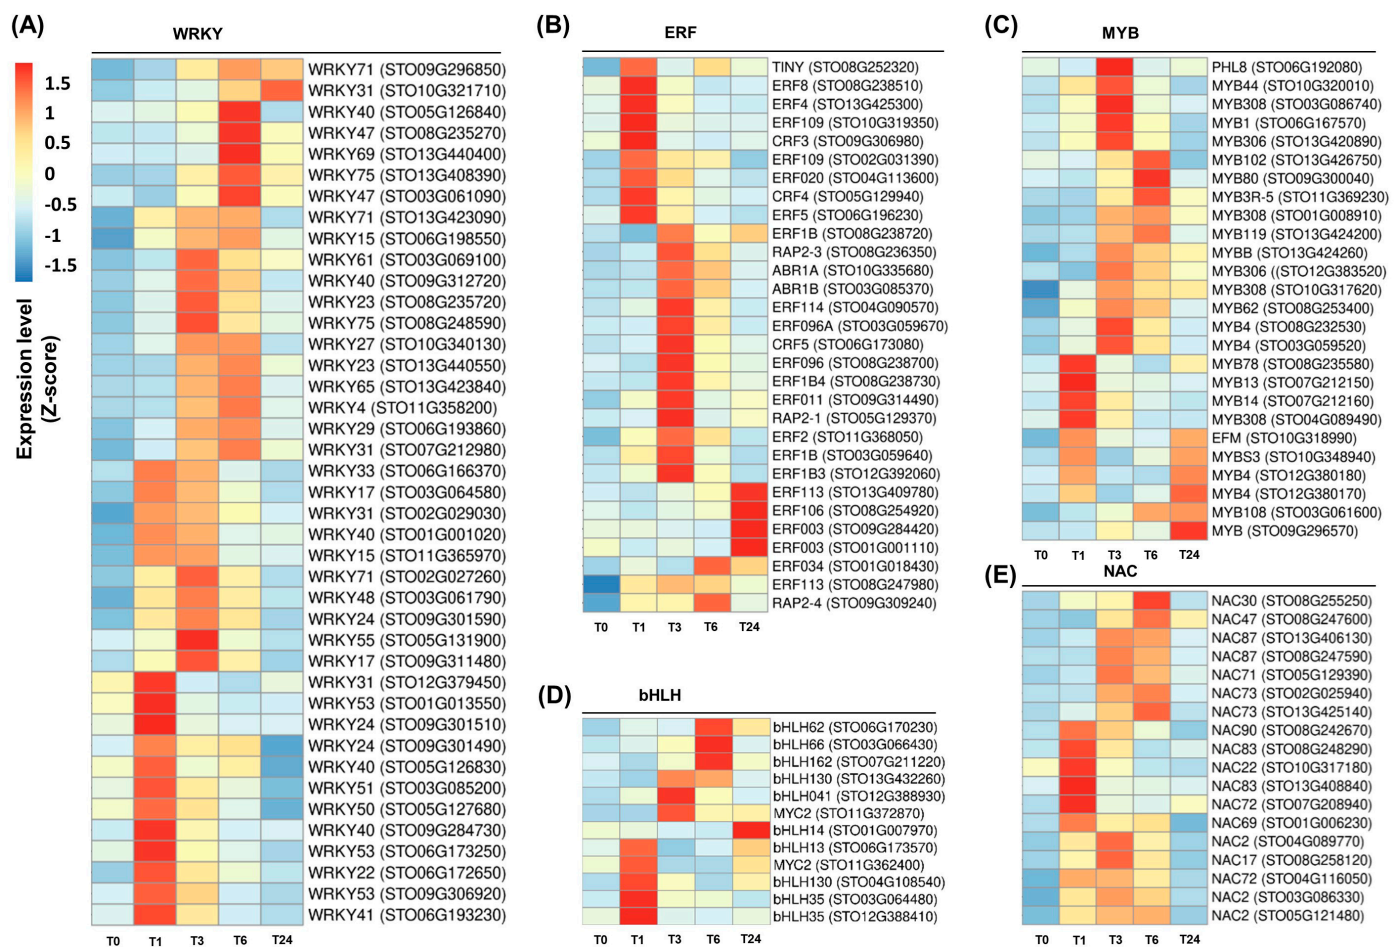 (A)
WRKY
1.5
1
0.5
0
-0.5
-1
-1.5
Expression level
(Z-score)
WRKY71 (STO09G296850)
WRKY31 (STO10G321710)
WRKY40 (STO05G126840)
WRKY47 (STO08G235270)
WRKY69 (STO13G440400)
WRKY75 (STO13G408390)
WRKY47 (STO03G061090)
WRKY71 (STO13G423090)
WRKY15 (STO06G198550)
WRKY61 (STO03G069100)
WRKY40 (STO09G312720)
WRKY23 (STO08G235720)
WRKY75 (STO08G248590)
WRKY27 (STO10G340130)
WRKY23 (STO13G440550)
WRKY65 (STO13G423840)
WRKY4 (STO11G358200)
WRKY29 (STO06G193860)
WRKY31 (STO07G212980)
WRKY33 (STO06G166370)
WRKY17 (STO03G064580)
WRKY31 (STO02G029030)
WRKY40 (STO01G001020)
WRKY15 (STO11G365970)
WRKY71 (STO02G027260)
WRKY48 (STO03G061790)
WRKY24 (STO09G301590)
WRKY55 (STO05G131900)
WRKY17 (STO09G311480)
WRKY31 (STO12G379450)
WRKY53 (STO01G013550)
WRKY24 (STO09G301510)
WRKY24 (STO09G301490)
WRKY40 (STO05G126830)
WRKY51 (STO03G085200)
WRKY50 (STO05G127680)
WRKY40 (STO09G284730)
WRKY53 (STO06G173250)
WRKY22 (STO06G172650)
WRKY53 (STO09G306920)
WRKY41 (STO06G193230)
T0 T1 T3 T6 T24
(B)
ERF
TINY (STO08G252320)
ERF8 (STO08G238510)
ERF4 (STO13G425300)
ERF109 (STO10G319350)
CRF3 (STO09G306980)
ERF109 (STO02G031390)
ERF020 (STO04G113600)
CRF4 (STO05G129940)
ERF5 (STO06G196230)
ERF1B (STO08G238720)
RAP2-3 (STO08G236350)
ABR1A (STO10G335680)
ABR1B (STO03G085370)
ERF114 (STO04G090570)
ERF096A (STO03G059670)
CRF5 (STO06G173080)
ERF096 (STO08G238700)
ERF1B4 (STO08G238730)
ERF011 (STO09G314490)
RAP2-1 (STO05G129370)
ERF2 (STO11G368050)
ERF1B (STO03G059640)
ERF1B3 (STO12G392060)
ERF113 (STO13G409780)
ERF106 (STO08G254920)
ERF003 (STO09G284420)
ERF003 (STO01G001110)
ERF034 (STO01G018430)
ERF113 (STO08G247980)
RAP2-4 (STO09G309240)
T0 T1 T3 T6 T24
(C)
MYB
PHL8 (STO06G192080)
MYB44 (STO10G320010)
MYB308 (STO03G086740)
MYB1 (STO06G167570)
MYB306 (STO13G420890)
MYB102 (STO13G426750)
MYB80 (STO09G300040)
MYB3R-5 (STO11G369230)
MYB308 (STO01G008910)
MYB119 (STO13G424200)
MYBB (STO13G424260)
MYB306 ((STO12G383520)
MYB308 (STO10G317620)
MYB62 (STO08G253400)
MYB4 (STO08G232530)
MYB4 (STO03G059520)
MYB78 (STO08G235580)
MYB13 (STO07G212150)
MYB14 (STO07G212160)
MYB308 (STO04G089490)
EFM (STO10G318990)
MYBS3 (STO10G348940)
MYB4 (STO12G380180)
MYB4 (STO12G380170)
MYB108 (STO03G061600)
MYB (STO09G296570)
T0 T1 T3 T6 T24
(D)
bHLH
bHLH62 (STO06G170230)
bHLH66 (STO03G066430)
bHLH162 (STO07G211220)
bHLH130 (STO13G432260)
bHLH041 (STO12G388930)
MYC2 (STO11G372870)
bHLH14 (STO01G007970)
bHLH13 (STO06G173570)
MYC2 (STO11G362400)
bHLH130 (STO04G108540)
bHLH35 (STO03G064480)
bHLH35 (STO12G388410)
T0 T1 T3 T6 T24
(E)
NAC
NAC30 (STO08G255250)
NAC47 (STO08G247600)
NAC87 (STO13G406130)
NAC87 (STO08G247590)
NAC71 (STO05G129390)
NAC73 (STO02G025940)
NAC73 (STO13G425140)
NAC90 (STO08G242670)
NAC83 (STO08G248290)
NAC22 (STO10G317180)
NAC83 (STO13G408840)
NAC72 (STO07G208940)
NAC69 (STO01G006230)
NAC2 (STO04G089770)
NAC17 (STO08G258120)
NAC72 (STO04G116050)
NAC2 (STO03G086330)
NAC2 (STO05G121480)
T0 T1 T3 T6 T24